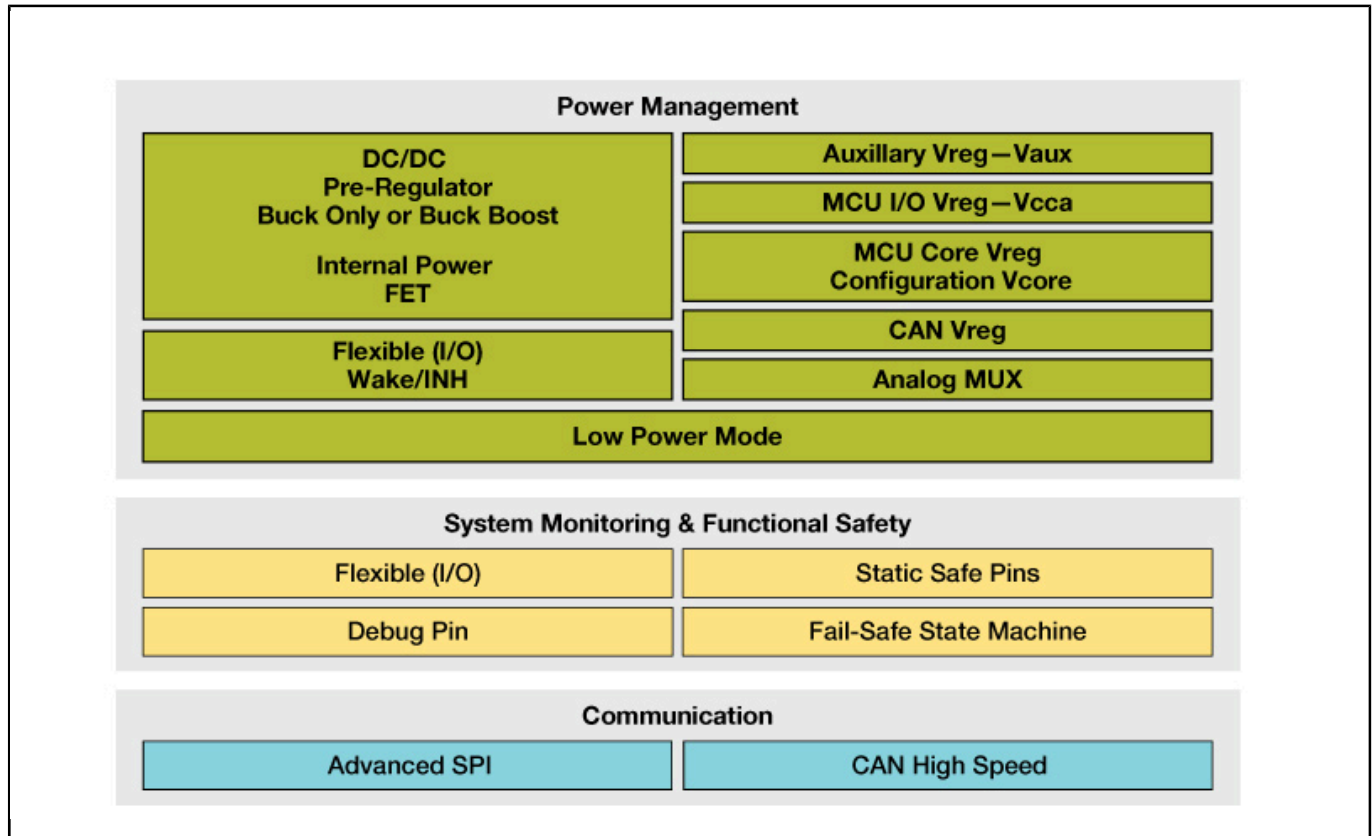 Power Management
DC/DC
Pre-Regulator
Buck Only or Buck Boost
Internal Power
FET
Flexible (I/O)
Wake/INH
Auxillary Vreg—Vaux
MCU I/O Vreg—Vcca
MCU Core Vreg
Configuration Vcore
CAN Vreg
Analog MUX
Low Power Mode
System Monitoring & Functional Safety
Flexible (I/O)
Static Safe Pins
Debug Pin
Fail-Safe State Machine
Communication
Advanced SPI
CAN High Speed